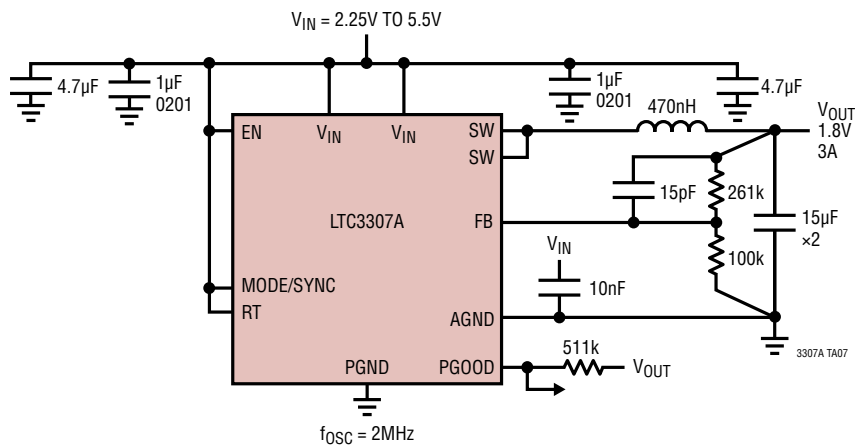 V_IN = 2.25V TO 5.5V
4.7µF
1µF
0201
1µF
0201
4.7µF
470nH
V_OUT
1.8V
3A
EN
V_IN
V_IN
SW
SW
15pF
261k
15µF
×2
LTC3307A
FB
V_IN
100k
10nF
MODE/SYNC
RT
AGND
3307A TA07
511k
PGND
PGOOD
V_OUT
f_OSC = 2MHz